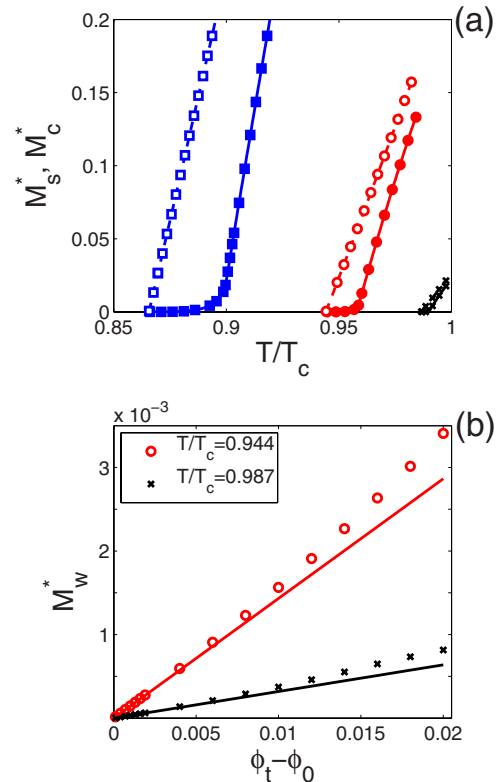 (a)
0.2
0.15
0.1
0.05
0
M*s, M*c
0.85 0.9 0.95 1
T/Tc
(b)
x 10−3
3
2
1
0
M*w
T/Tc=0.944
T/Tc=0.987
0 0.005 0.01 0.015 0.02
ϕt−ϕ0